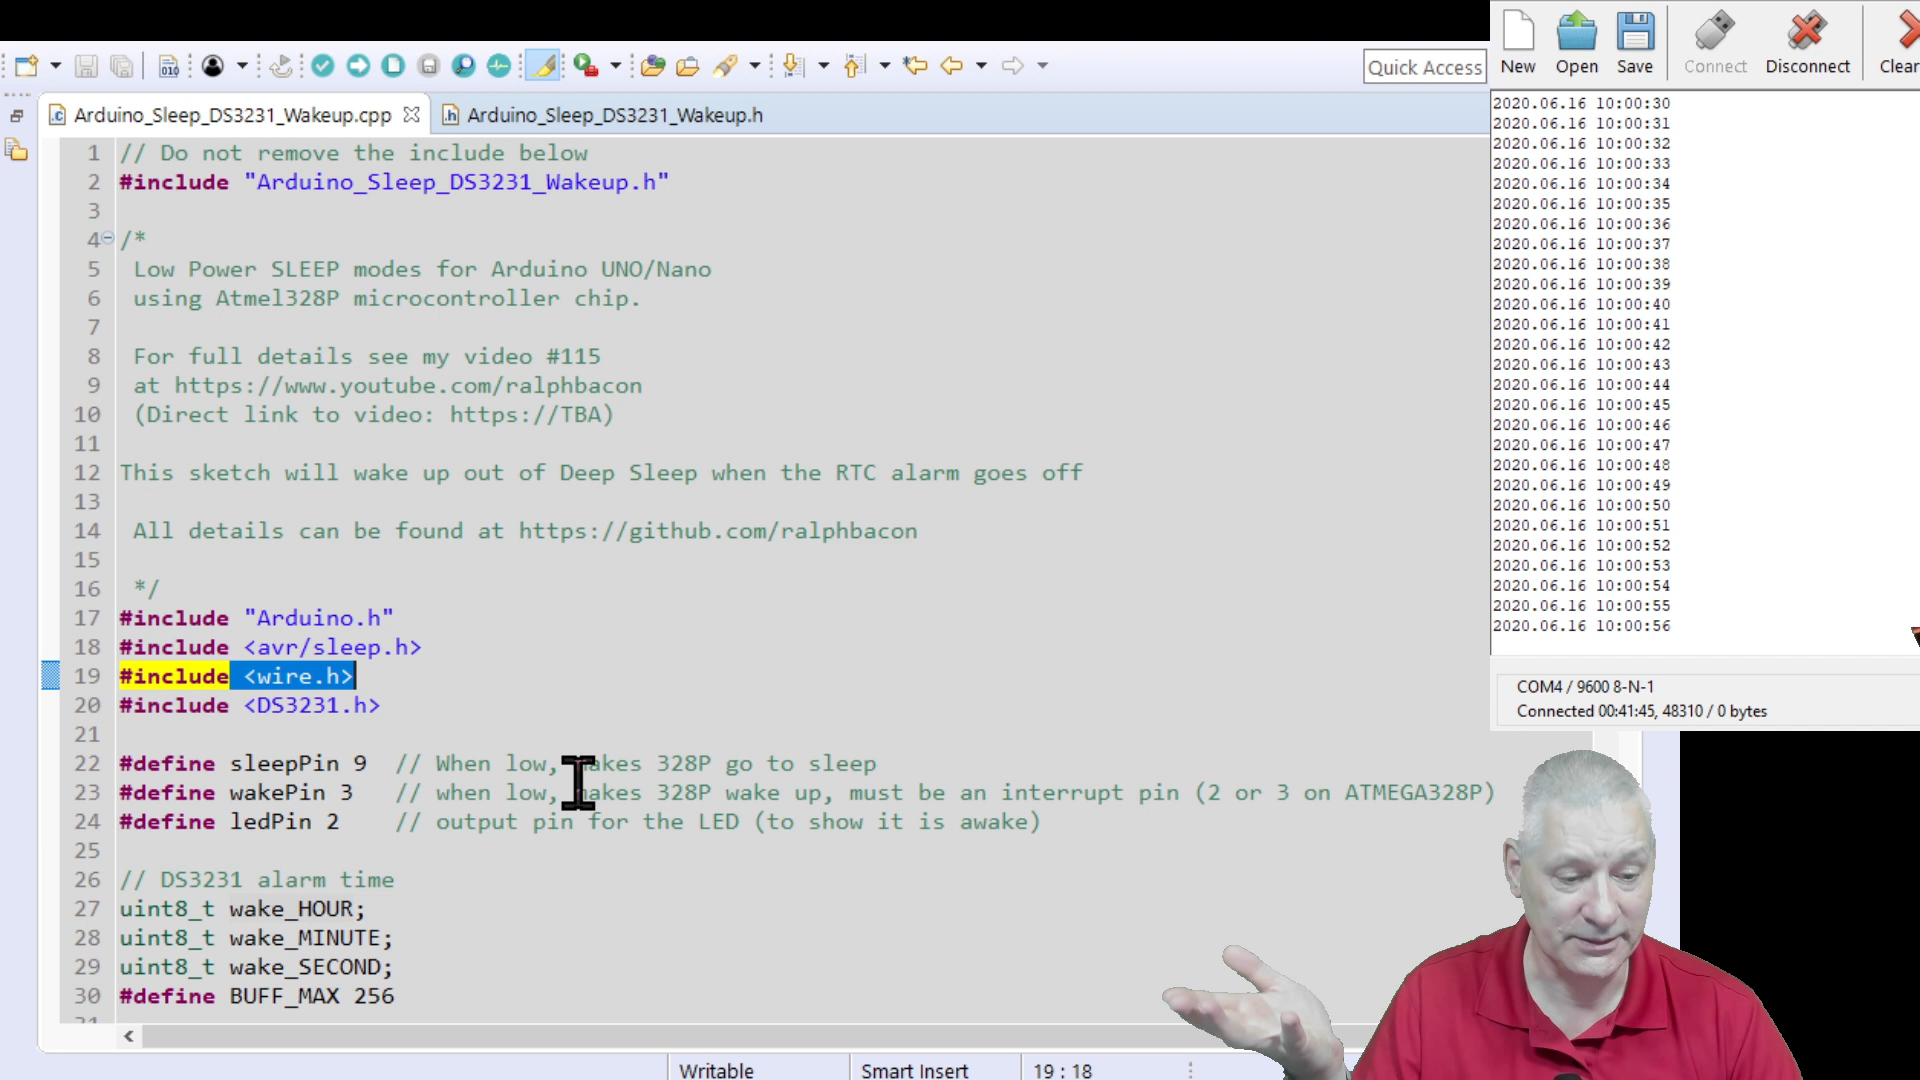 Quick Access
New Open Save Connect Disconnect Clear
Arduino_Sleep_DS3231_Wakeup.cpp
Arduino_Sleep_DS3231_Wakeup.h
1 // Do not remove the include below
2 #include "Arduino_Sleep_DS3231_Wakeup.h"
3
4 /*
5 Low Power SLEEP modes for Arduino UNO/Nano
6 using Atmel328P microcontroller chip.
7
8 For full details see my video #115
9 at https://www.youtube.com/ralphbacon
10 (Direct link to video: https://TBA)
11
12 This sketch will wake up out of Deep Sleep when the RTC alarm goes off
13
14 All details can be found at https://github.com/ralphbacon
15
16 */
17 #include "Arduino.h"
18 #include <avr/sleep.h>
19 #include <wire.h>
20 #include <DS3231.h>
21
22 #define sleepPin 9 // When low, makes 328P go to sleep
23 #define wakePin 3 // when low, makes 328P wake up, must be an interrupt pin (2 or 3 on ATMEGA328P)
24 #define ledPin 2 // output pin for the LED (to show it is awake)
25
26 // DS3231 alarm time
27 uint8_t wake_HOUR;
28 uint8_t wake_MINUTE;
29 uint8_t wake_SECOND;
30 #define BUFF_MAX 256
Writable Smart Insert 19 : 18
2020.06.16 10:00:30
2020.06.16 10:00:31
2020.06.16 10:00:32
2020.06.16 10:00:33
2020.06.16 10:00:34
2020.06.16 10:00:35
2020.06.16 10:00:36
2020.06.16 10:00:37
2020.06.16 10:00:38
2020.06.16 10:00:39
2020.06.16 10:00:40
2020.06.16 10:00:41
2020.06.16 10:00:42
2020.06.16 10:00:43
2020.06.16 10:00:44
2020.06.16 10:00:45
2020.06.16 10:00:46
2020.06.16 10:00:47
2020.06.16 10:00:48
2020.06.16 10:00:49
2020.06.16 10:00:50
2020.06.16 10:00:51
2020.06.16 10:00:52
2020.06.16 10:00:53
2020.06.16 10:00:54
2020.06.16 10:00:55
2020.06.16 10:00:56
COM4 / 9600 8-N-1
Connected 00:41:45, 48310 / 0 bytes